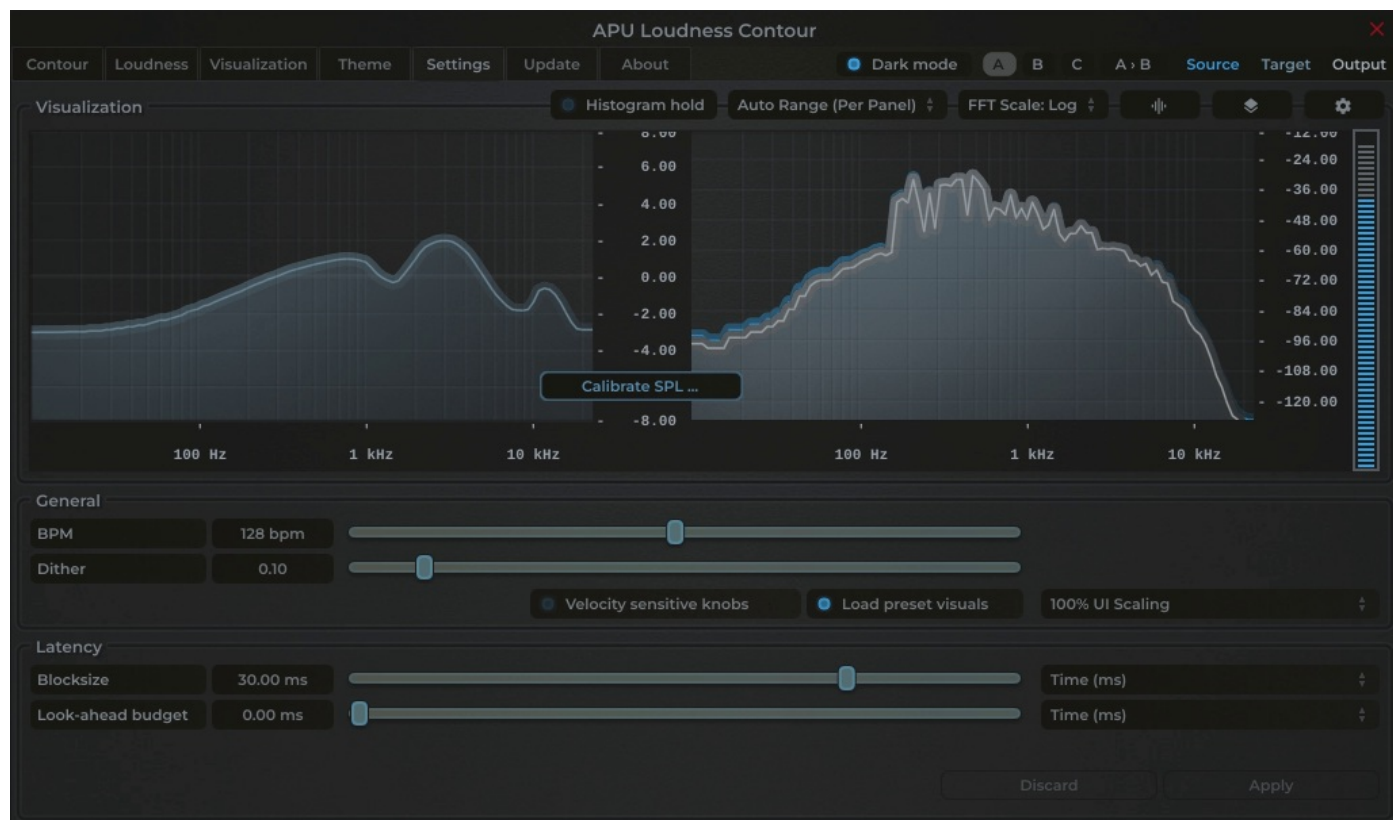 APU Loudness Contour
Contour Loudness Visualization Theme Settings Update About Dark mode A B C A › B Source Target Output
Visualization Histogram hold Auto Range (Per Panel) FFT Scale: Log
8.00
6.00
4.00
2.00
0.00
-2.00
-4.00
-8.00
100 Hz 1 kHz 10 kHz
Calibrate SPL ...
-12.00
-24.00
-36.00
-48.00
-60.00
-72.00
-84.00
-96.00
-108.00
-120.00
100 Hz 1 kHz 10 kHz
General
BPM 128 bpm
Dither 0.10
Velocity sensitive knobs Load preset visuals 100% UI Scaling
Latency
Blocksize 30.00 ms Time (ms)
Look-ahead budget 0.00 ms Time (ms)
Discard Apply